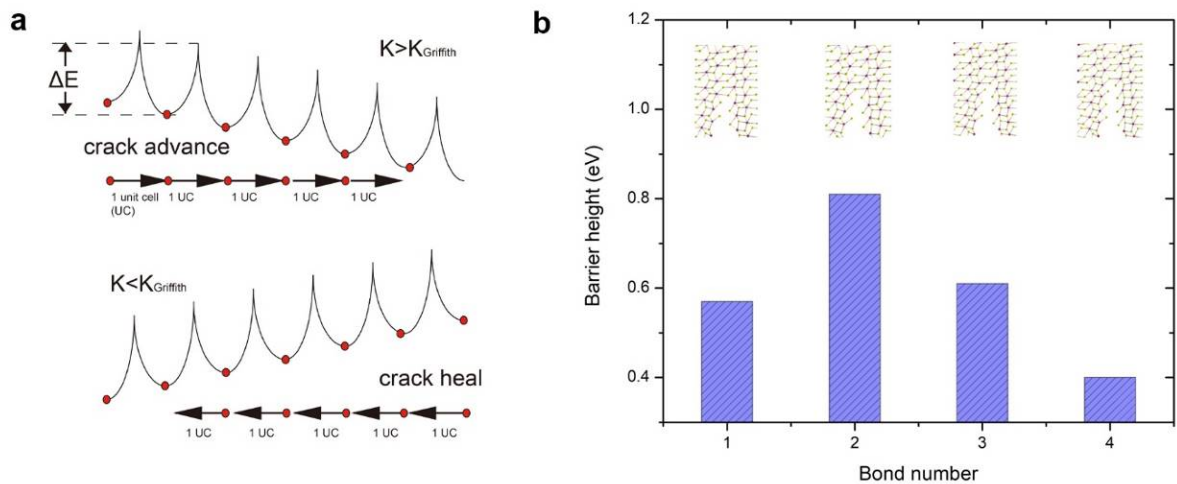 a
K>KGriffith
ΔE
crack advance
1 unit cell 1 UC 1 UC 1 UC 1 UC
(UC)
K<KGriffith
crack heal
1 UC 1 UC 1 UC 1 UC 1 UC
b
1.2
1.0
0.8
0.6
0.4
Barrier height (eV)
1 2 3 4
Bond number